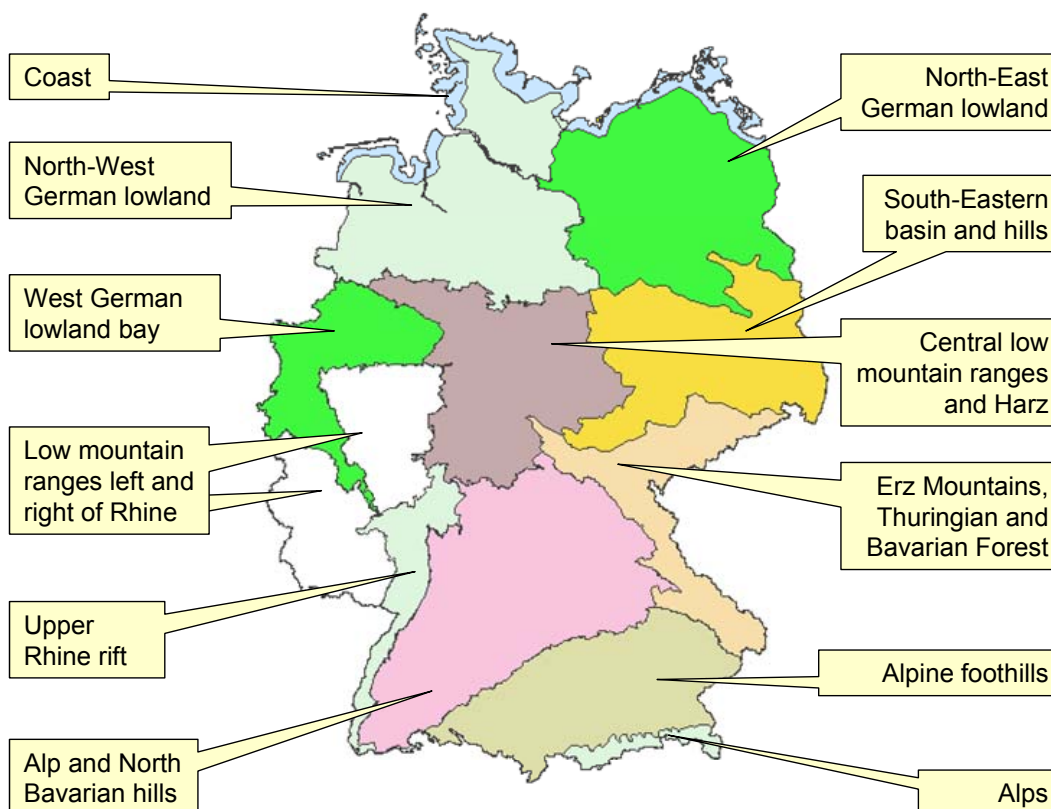 Coast
North-West
German lowland
West German
lowland bay
Low mountain
ranges left and
right of Rhine
Upper
Rhine rift
Alp and North
Bavarian hills
North-East
German lowland
South-Eastern
basin and hills
Central low
mountain ranges
and Harz
Erz Mountains,
Thuringian and
Bavarian Forest
Alpine foothills
Alps